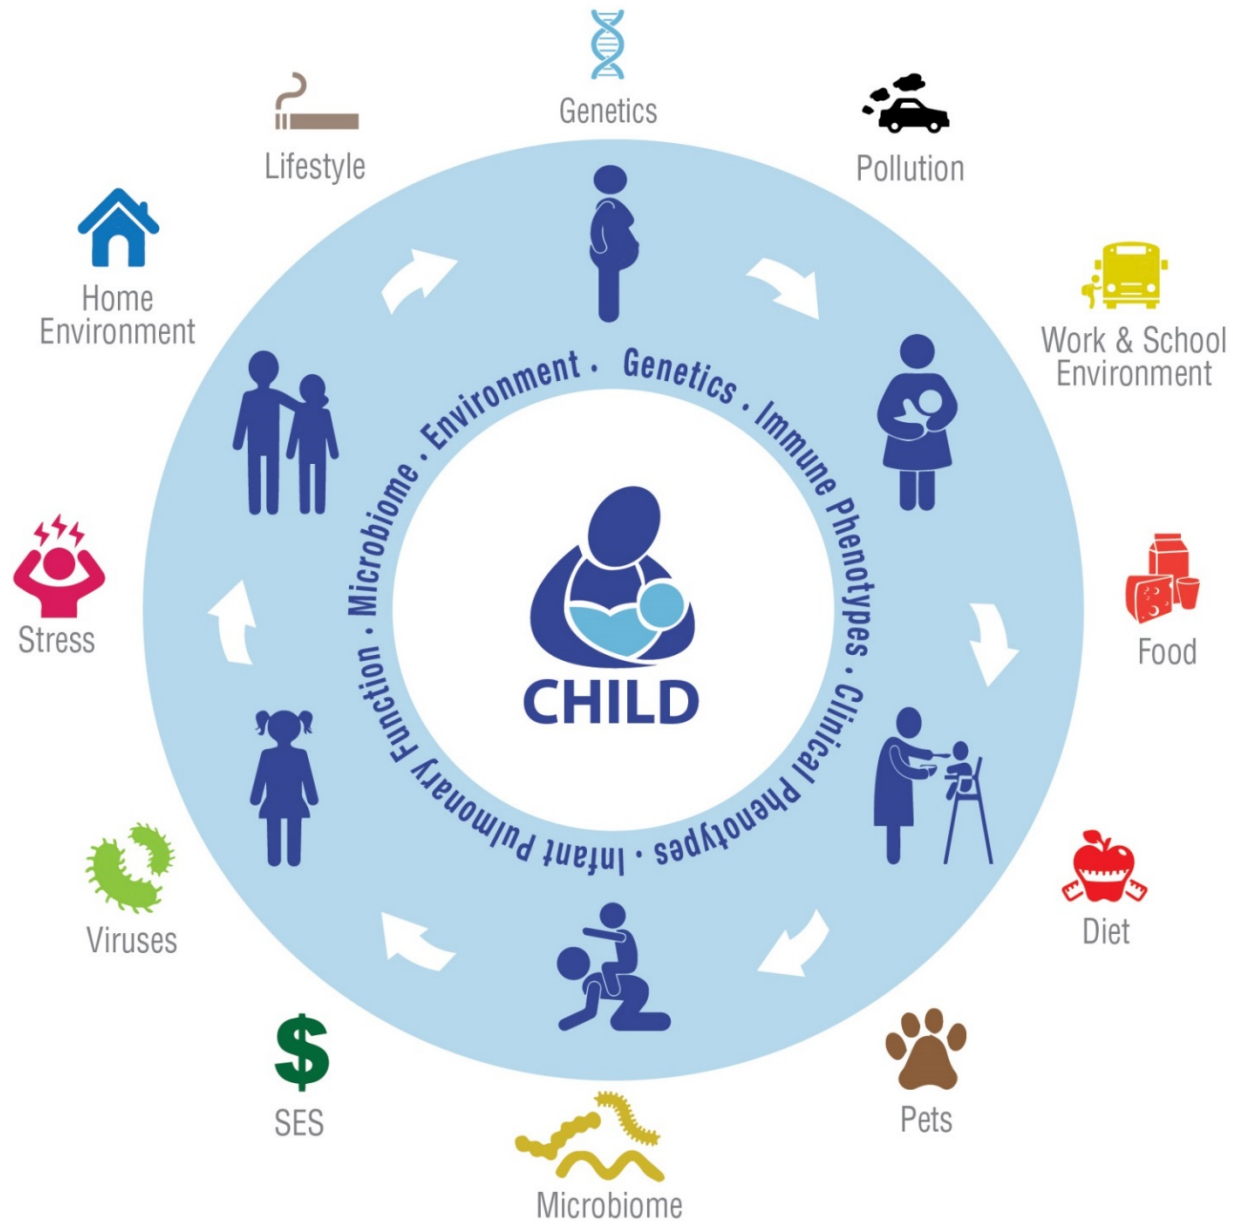 Genetics
Pollution
Work & School
Environment
Food
Diet
Pets
Microbiome
SES
Viruses
Stress
Home
Environment
Lifestyle
Genetics · Immune Phenotypes · Clinical Phenotypes · Infant Pulmonary Function · Microbiome · Environment ·
CHILD